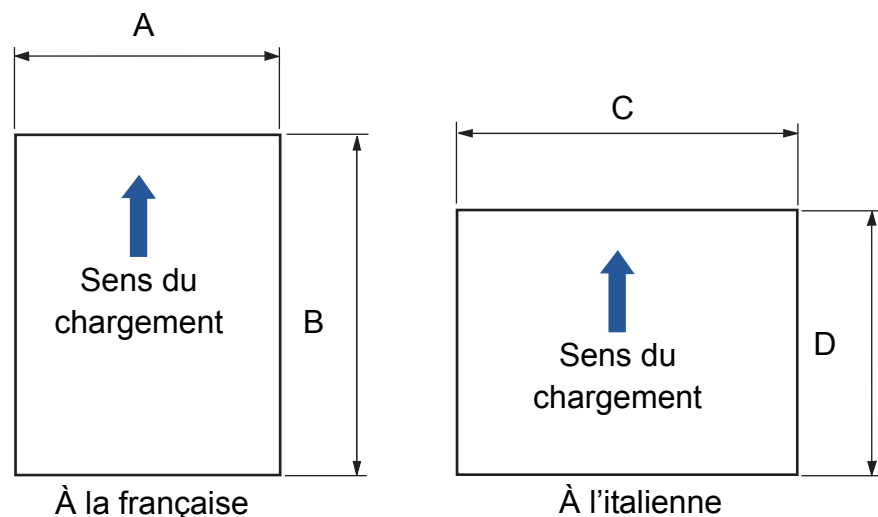 A
Sens du
chargement
B
À la française
C
Sens du
chargement
D
À l’italienne